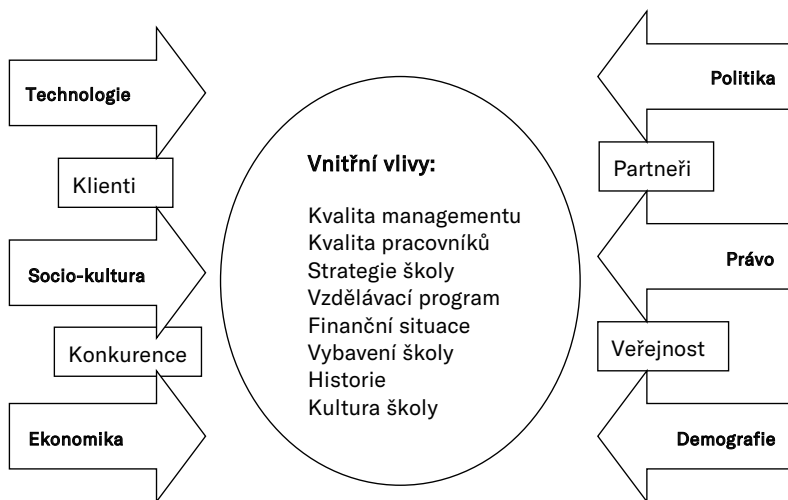 Technologie
Klienti
Socio-kultura
Konkurence
Ekonomika
Vnitřní vlivy:
Kvalita managementu
Kvalita pracovníků
Strategie školy
Vzdělávací program
Finanční situace
Vybavení školy
Historie
Kultura školy
Politika
Partneři
Právo
Veřejnost
Demografie